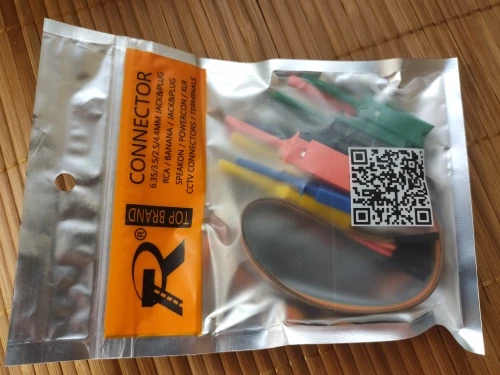 CONNECTOR
6.35/3.5/2.5/4.4MM JACK&PLUG
RCA / BANANA / JACK&PLUG
SPEAKON / POWERCON / XLR
CCTV CONNECTORS / TERMINALS
TOP BRAND
R®